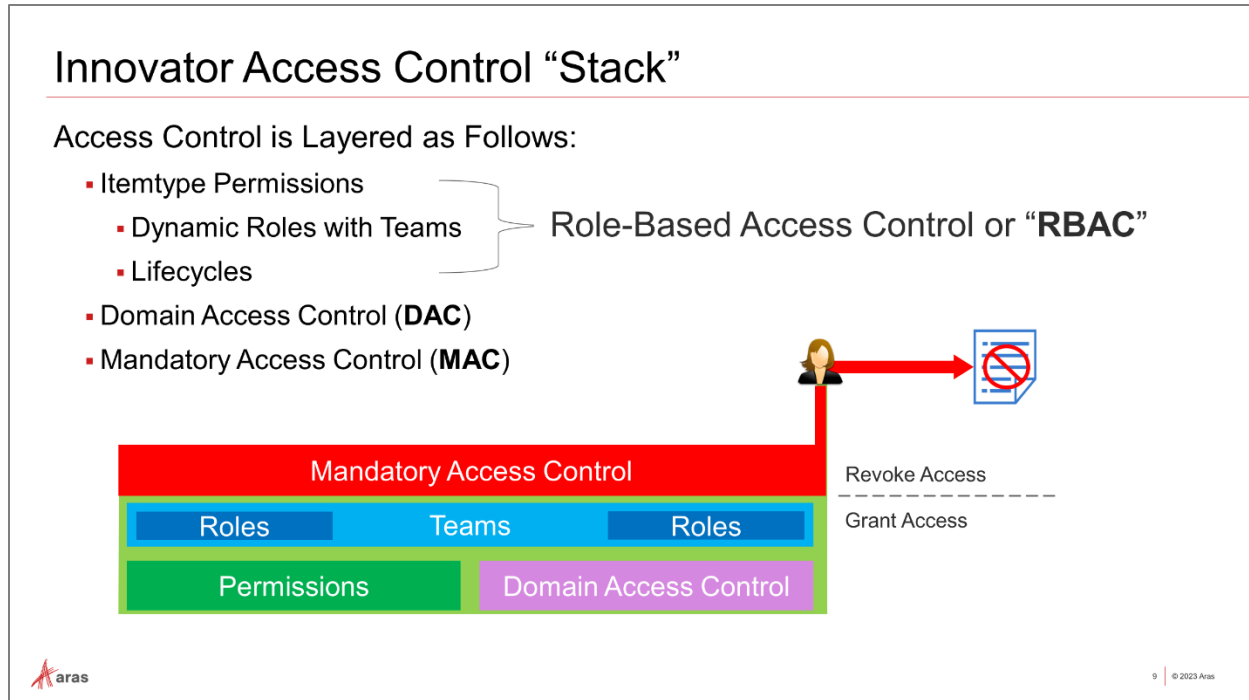 Innovator Access Control “Stack”
Access Control is Layered as Follows:
▪ Itemtype Permissions
▪ Dynamic Roles with Teams
▪ Lifecycles
Role-Based Access Control or “RBAC”
▪ Domain Access Control (DAC)
▪ Mandatory Access Control (MAC)
Mandatory Access Control
Revoke Access
Roles Teams Roles
Grant Access
Permissions Domain Access Control
aras
9 | © 2023 Aras